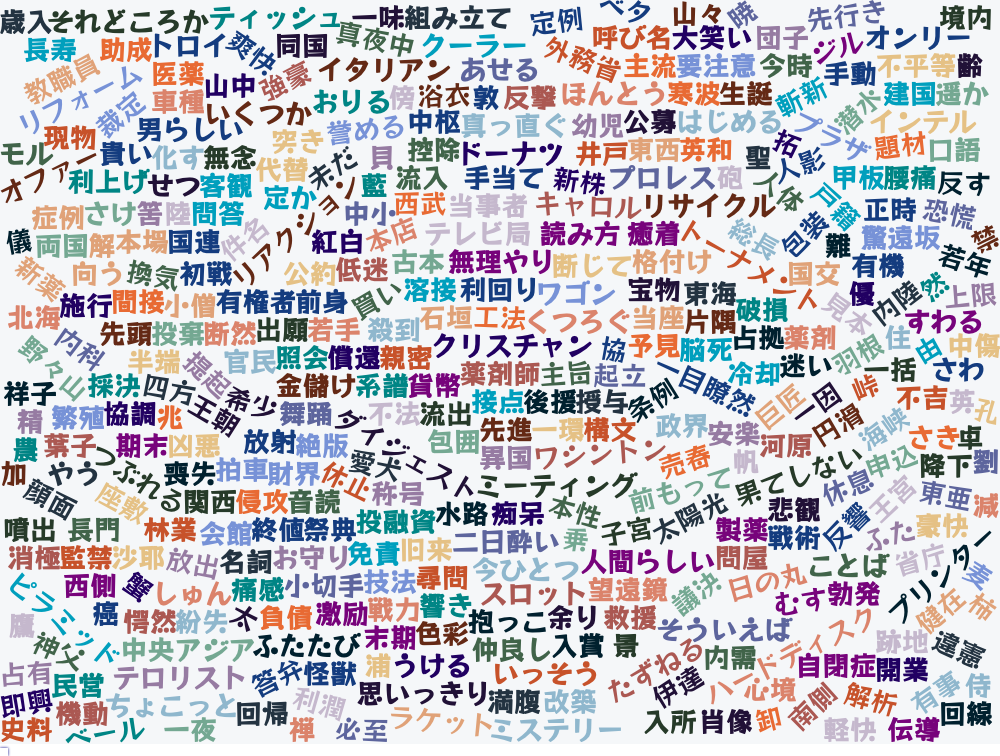 歳入 それどころか ティッシュ 一味 組み立て 定例 ベタ 山々 暁 先行き 境内
長寿 助成 トロイ 爽快 同国 真夜中 クーラー 外務省 呼び名 大笑い 団子 ジル オンリー
教職員 医薬 山中 強豪 イタリアン あせる 主流 要注意 今時 手動 不平等 齢
リフォーム 裁定 車種 いくつか おりる 傍 浴衣 敦 反撃 ほんとう 寒波 生誕 斬新 潜水 建国 遥か
現物 男らしい 突き 誉める 中枢 真っ直ぐ 幼児 公募 はじめる プラザ インテル
モル オファー 貴い 化す 無念 代替 未だ 貝 控除 ドーナツ 井戸 東西 英和 聖 拓 人影 題材 口語
利上げ せつ 客観 定か リアクション 藍 流入 手当て 新株 プロレス 砲 人体 戸籍 甲板 腰痛 反す
症例 さけ 筈 陸 問答 件名 中小 西武 当事者 キャロル リサイクル 総長 包装 正時 恐慌
儀 両国 解 本場 国連 紅白 本店 テレビ局 読み方 癒着 トーナメント 難 驚 遠坂 禁
新薬 向う 換気 初戦 公約 低迷 古本 無理やり 断じて 格付け 国文 有機 若年
北海 施行 間接 小僧 有権者 前身 買い 溶接 利回り ワゴン 宝物 東海 破損 見本 優 内陸 然 上限
野々山 内科 先頭 投棄 断然 出願 若手 殺到 石垣 工法 くつろぐ 当座 片隅 占拠 薬剤 羽根 住 由 すわる 中傷
半端 提起 官民 照会 償還 親密 クリスチャン 協 予見 脳死 冷却 迷い 一括 さわ
祥子 採決 四方 王朝 希少 金儲け 系譜 貨幣 薬剤師 主旨 起立 条例 一目瞭然 巨匠 一因 峠 不吉 英 孔
精 繁殖 協調 兆 舞踊 ダイジェスト 不法 流出 接点 後援 授与 政界 安楽 河原 円滑 海峡
農 葉子 つぶれる 期末 凶悪 放射 絶版 包囲 先進 一環 構文 異国 ワシントン 売春 帆 さき 卓
加 やう 喪失 拍車 財界 休止 愛犬 称号 ミーティング 前もって 果てしない 休息 申込 降下 劉
顔面 座敷 関西 侵攻 音読 水路 痴呆 本性 子宮 太陽光 悲観 反響 王宮 東亜 減
噴出 長門 林業 会館 終値 祭典 投融資 二日酔い 乗 製薬 戦術 ふた 豪快
消極 監禁 沙耶 放出 名詞 お守り 免責 旧来 今ひとつ 人間らしい 問屋 ことば 省庁 プリンター 麦
ピラミッド 西側 蟹 しゅん 痛感 小切手 技法 尋問 スロット 望遠鏡 議決 日の丸 むす 勃発 健在 柿
鷹 癌 愕然 紛失 木 負債 激励 戦力 響き 抱っこ 余り 救援 そういえば ハードディスク 跡地 違憲
神父 中央アジア ふたたび 末期 色彩 仲良し 入賞 景 たずねる 内需 自閉症 開業
占有 民営 テロリスト 答弁 怪獣 浦 うける いっそう 伊達 心境 南側 解析 有事 侍
即興 機動 ちょこっと 回帰 利潤 思いっきり 満腹 改築 入所 肖像 卸 回線
史料 ベール 一夜 禅 必至 ラケット ミステリー 軽快 伝導